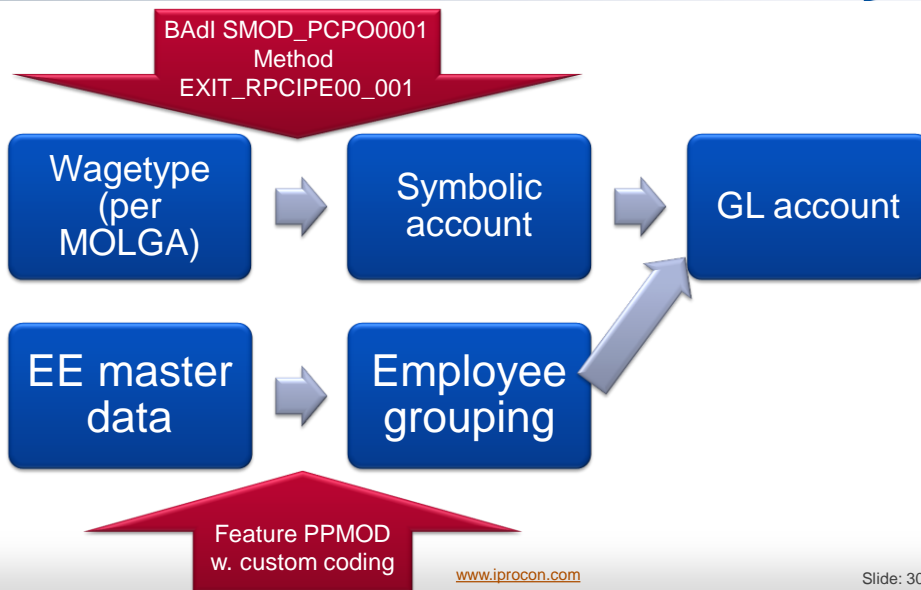 BAdI SMOD_PCPO0001
Method
EXIT_RPCIPE00_001
Wagetype
(per
MOLGA)
Symbolic
account
GL account
EE master
data
Employee
grouping
Feature PPMOD
w. custom coding
www.iprocon.com
Slide: 30